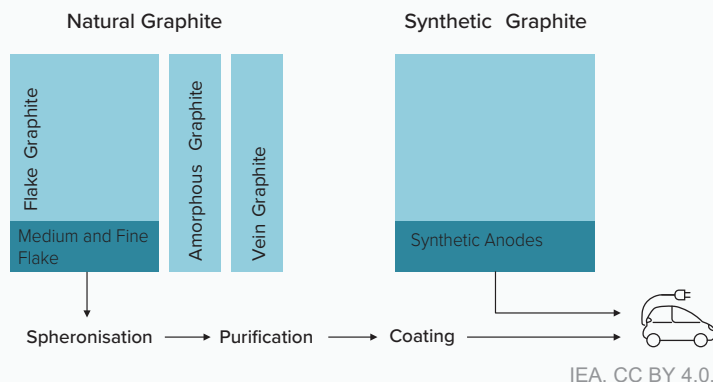 Natural Graphite
Synthetic Graphite
Flake Graphite
Medium and Fine
Flake
Amorphous Graphite
Vein Graphite
Synthetic Anodes
Spheronisation
Purification
Coating
IEA. CC BY 4.0.